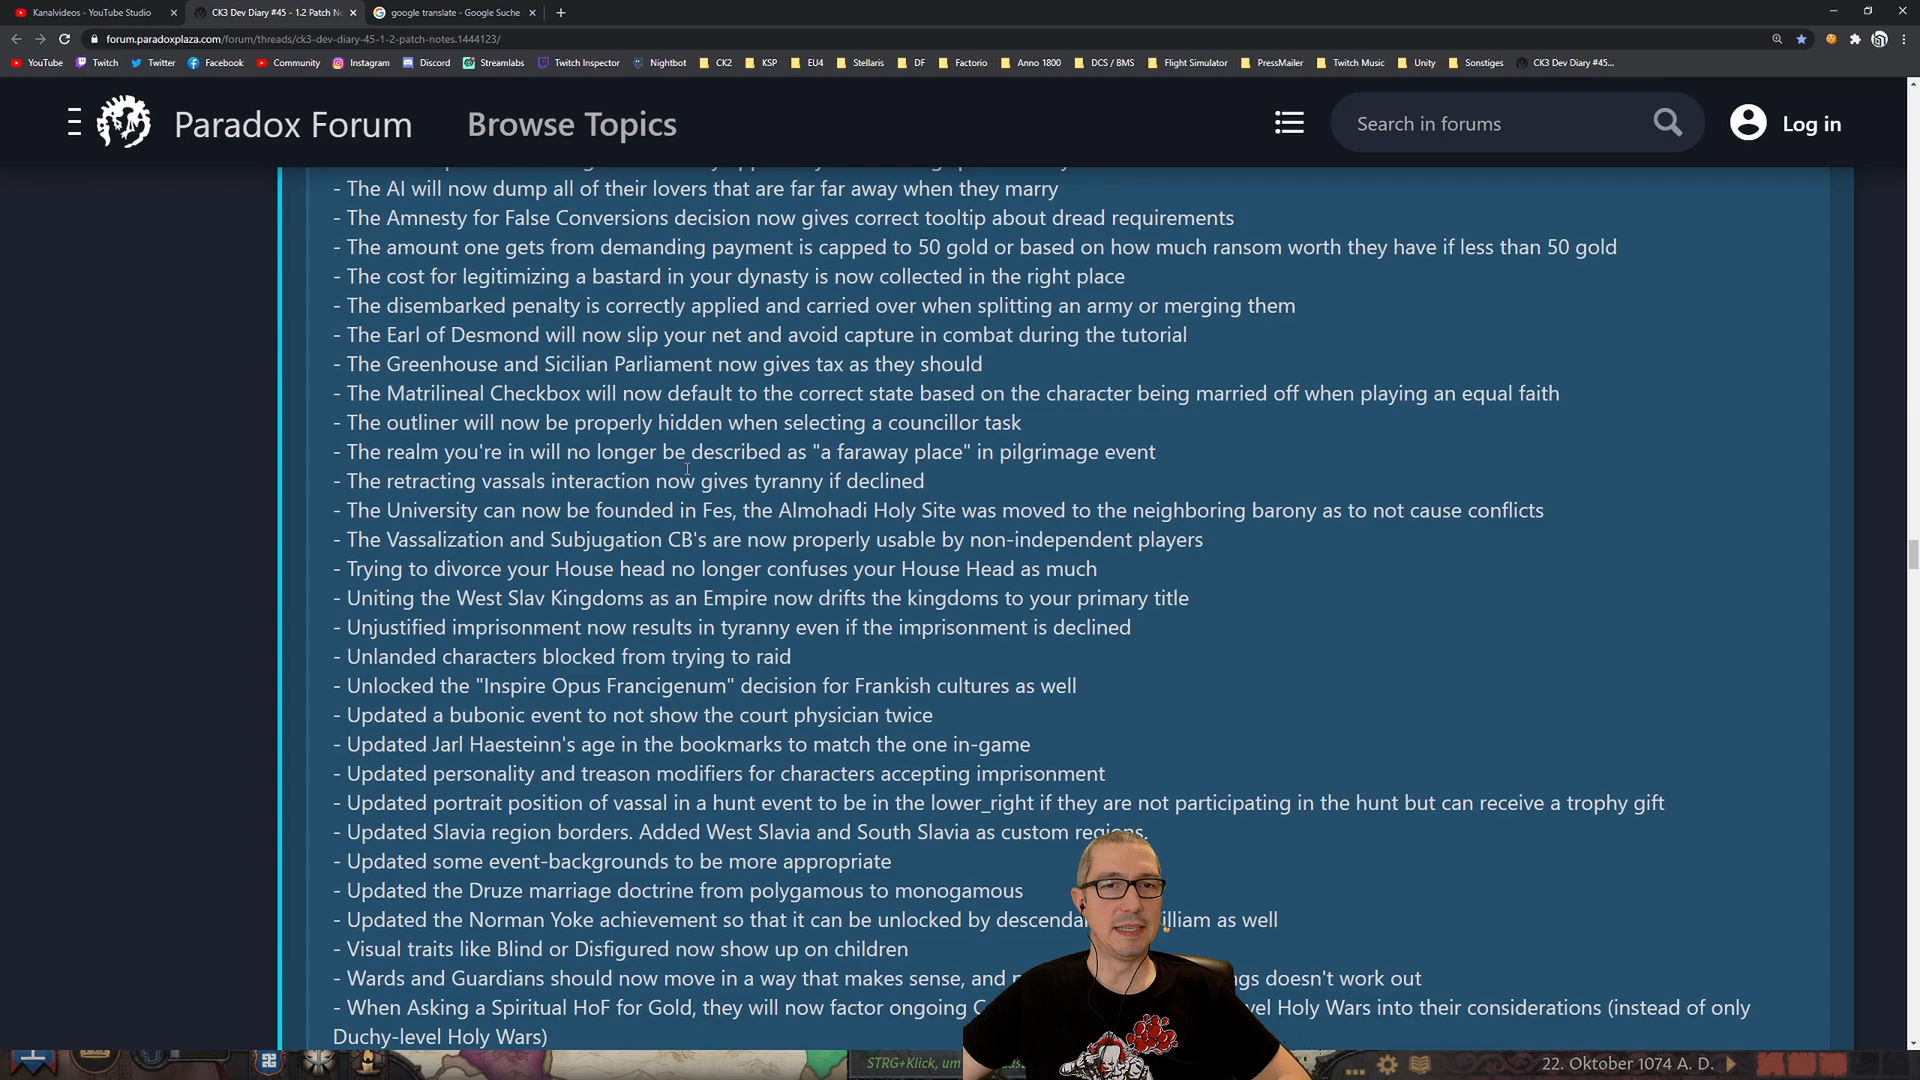 Kanalvideos - YouTube Studio
CK3 Dev Diary #45 - 1.2 Patch N
google translate - Google Suche
forum.paradoxplaza.com/forum/threads/ck3-dev-diary-45-1-2-patch-notes.1444123/
YouTube Twitch Twitter Facebook Community Instagram Discord Streamlabs Twitch Inspector Nightbot CK2 KSP EU4 Stellaris DF Factorio Anno 1800 DCS / BMS Flight Simulator PressMailer Twitch Music Unity Sonstiges CK3 Dev Diary #45...
Paradox Forum Browse Topics Search in forums Log in
- The AI will now dump all of their lovers that are far far away when they marry
- The Amnesty for False Conversions decision now gives correct tooltip about dread requirements
- The amount one gets from demanding payment is capped to 50 gold or based on how much ransom worth they have if less than 50 gold
- The cost for legitimizing a bastard in your dynasty is now collected in the right place
- The disembarked penalty is correctly applied and carried over when splitting an army or merging them
- The Earl of Desmond will now slip your net and avoid capture in combat during the tutorial
- The Greenhouse and Sicilian Parliament now gives tax as they should
- The Matrilineal Checkbox will now default to the correct state based on the character being married off when playing an equal faith
- The outliner will now be properly hidden when selecting a councillor task
- The realm you're in will no longer be described as "a faraway place" in pilgrimage event
- The retracting vassals interaction now gives tyranny if declined
- The University can now be founded in Fes, the Almohadi Holy Site was moved to the neighboring barony as to not cause conflicts
- The Vassalization and Subjugation CB's are now properly usable by non-independent players
- Trying to divorce your House head no longer confuses your House Head as much
- Uniting the West Slav Kingdoms as an Empire now drifts the kingdoms to your primary title
- Unjustified imprisonment now results in tyranny even if the imprisonment is declined
- Unlanded characters blocked from trying to raid
- Unlocked the "Inspire Opus Francigenum" decision for Frankish cultures as well
- Updated a bubonic event to not show the court physician twice
- Updated Jarl Haesteinn's age in the bookmarks to match the one in-game
- Updated personality and treason modifiers for characters accepting imprisonment
- Updated portrait position of vassal in a hunt event to be in the lower_right if they are not participating in the hunt but can receive a trophy gift
- Updated Slavia region borders. Added West Slavia and South Slavia as custom regions.
- Updated some event-backgrounds to be more appropriate
- Updated the Druze marriage doctrine from polygamous to monogamous
- Updated the Norman Yoke achievement so that it can be unlocked by descenda illiam as well
- Visual traits like Blind or Disfigured now show up on children
- Wards and Guardians should now move in a way that makes sense, and ngs doesn't work out
- When Asking a Spiritual HoF for Gold, they will now factor ongoing vel Holy Wars into their considerations (instead of only
Duchy-level Holy Wars)
STRG+Klick, um
22. Oktober 1074 A. D.